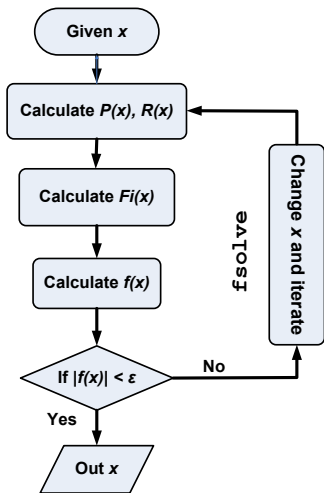 Given x
Calculate P(x), R(x)
Calculate Fi(x)
Calculate f(x)
If |f(x)| < ε
No
Yes
Out x
fsolve
Change x and iterate